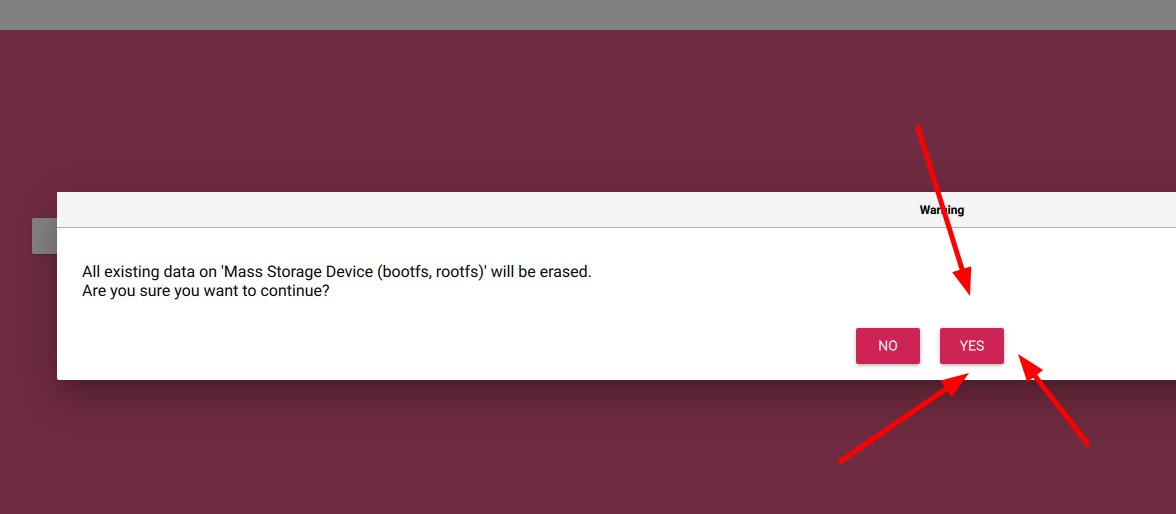 Warning
All existing data on 'Mass Storage Device (bootfs, rootfs)' will be erased.
Are you sure you want to continue?
NO YES